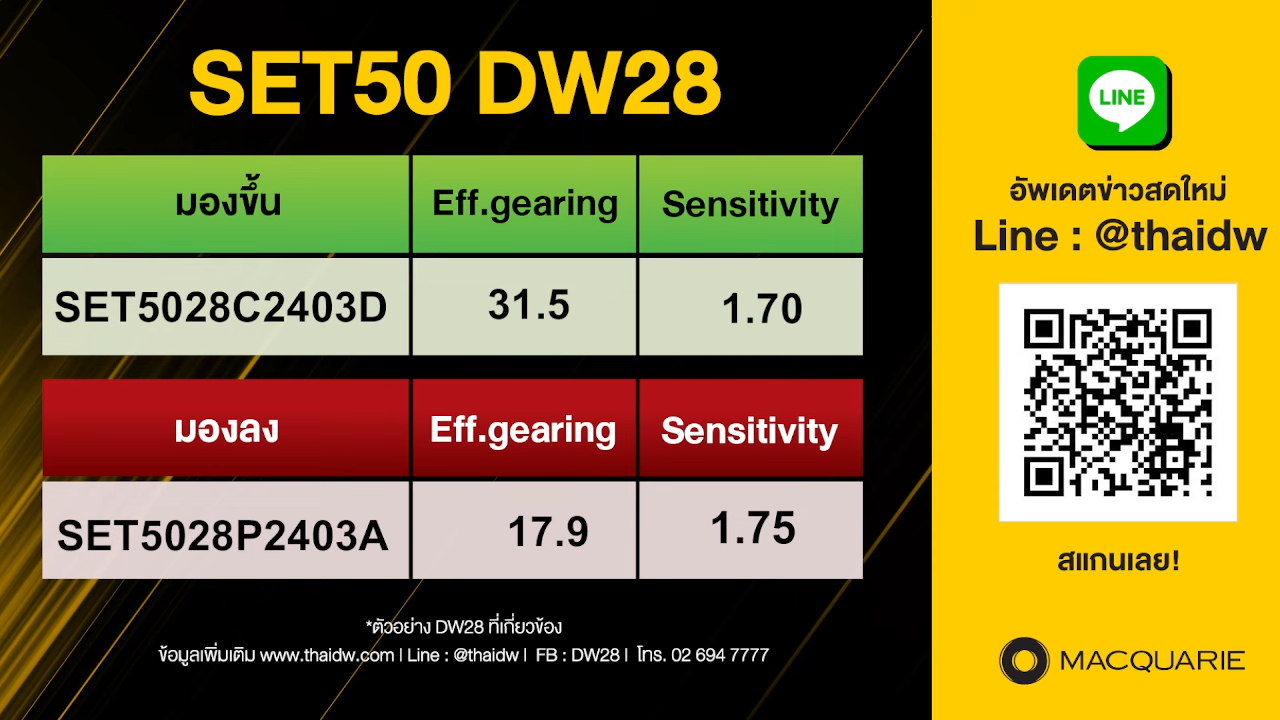 SET50 DW28
มองขึ้น Eff.gearing Sensitivity
SET5028C2403D 31.5 1.70
มองลง Eff.gearing Sensitivity
SET5028P2403A 17.9 1.75
*ตัวอย่าง DW28 ที่เกี่ยวข้อง
ข้อมูลเพิ่มเติม www.thaidw.com | Line : @thaidw | FB : DW28 | โทร. 02 694 7777
LINE
อัพเดตข่าวสดใหม่
Line : @thaidw
สแกนเลย!
MACQUARIE